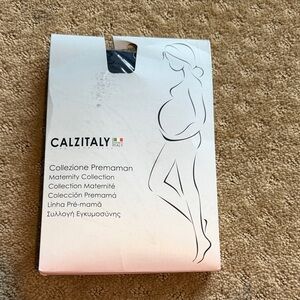 CALZITALY
Collezione Premaman
Maternity Collection
Collection Maternité
Colección Premamá
Linha Pré-mamã
Συλλογή Εγκυμοσύνης